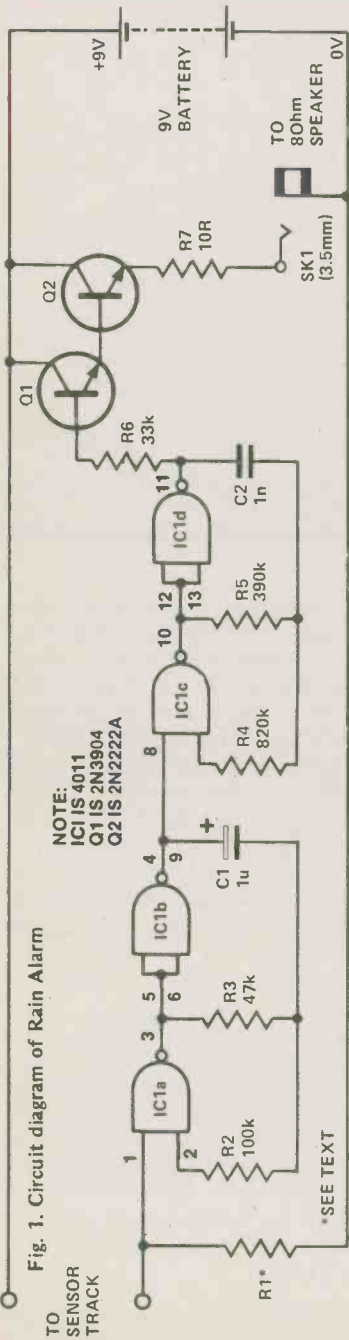 Fig. 1. Circuit diagram of Rain Alarm
TO
SENSOR
TRACK
NOTE:
ICI IS 4011
Q1 IS 2N3904
Q2 IS 2N2222A
1
2
IC1a
3
5
6
IC1b
4
9
8
IC1c
10
12
13
IC1d
11
R1*
*SEE TEXT
R2
100k
R3
47k
C1
1u
+
R4
820k
R5
390k
C2
1n
R6
33k
Q1
Q2
R7
10R
SK1
(3.5mm)
TO
8Ohm
SPEAKER
+9V
9V
BATTERY
0V